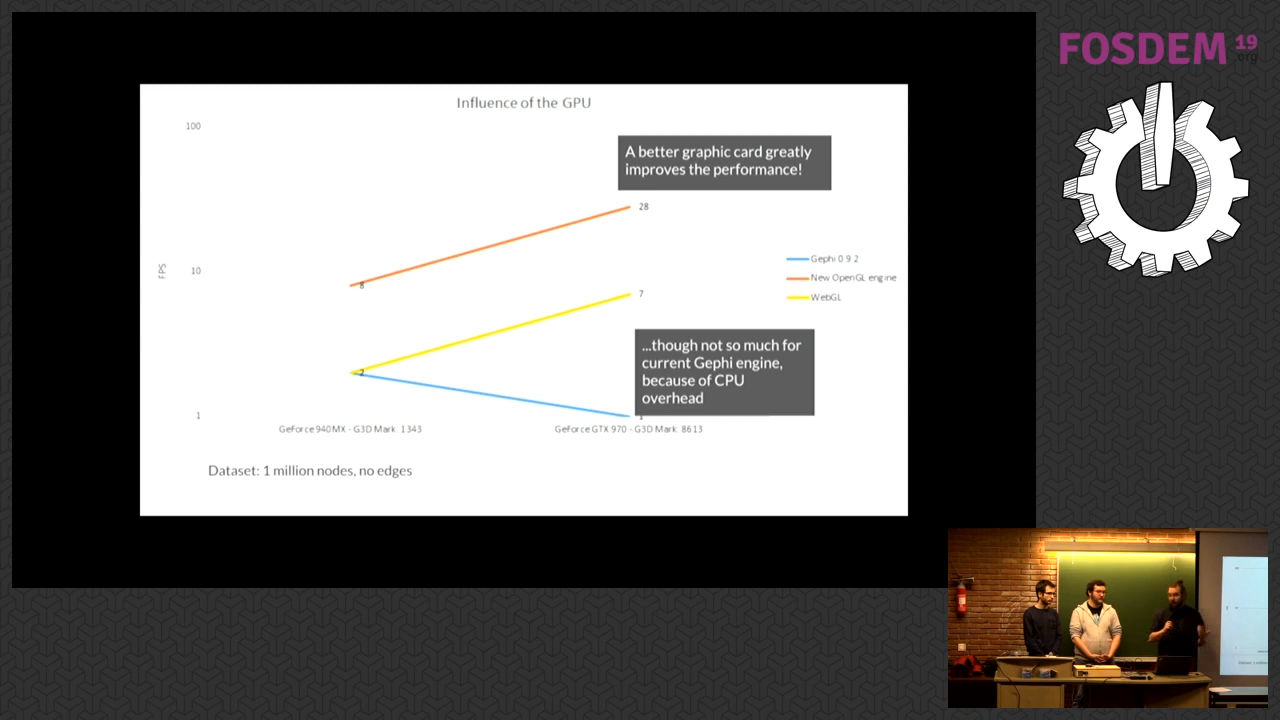 FOSDEM 19
.org
Influence of the GPU
100
A better graphic card greatly
improves the performance!
28
FPS
10
Gephi 0 9 2
8
New OpenGL engine
7
WebGL
...though not so much for
current Gephi engine,
2
because of CPU
overhead
1
1
GeForce 940MX - G3D Mark 1343
GeForce GTX 970 - G3D Mark 8613
Dataset: 1 million nodes, no edges